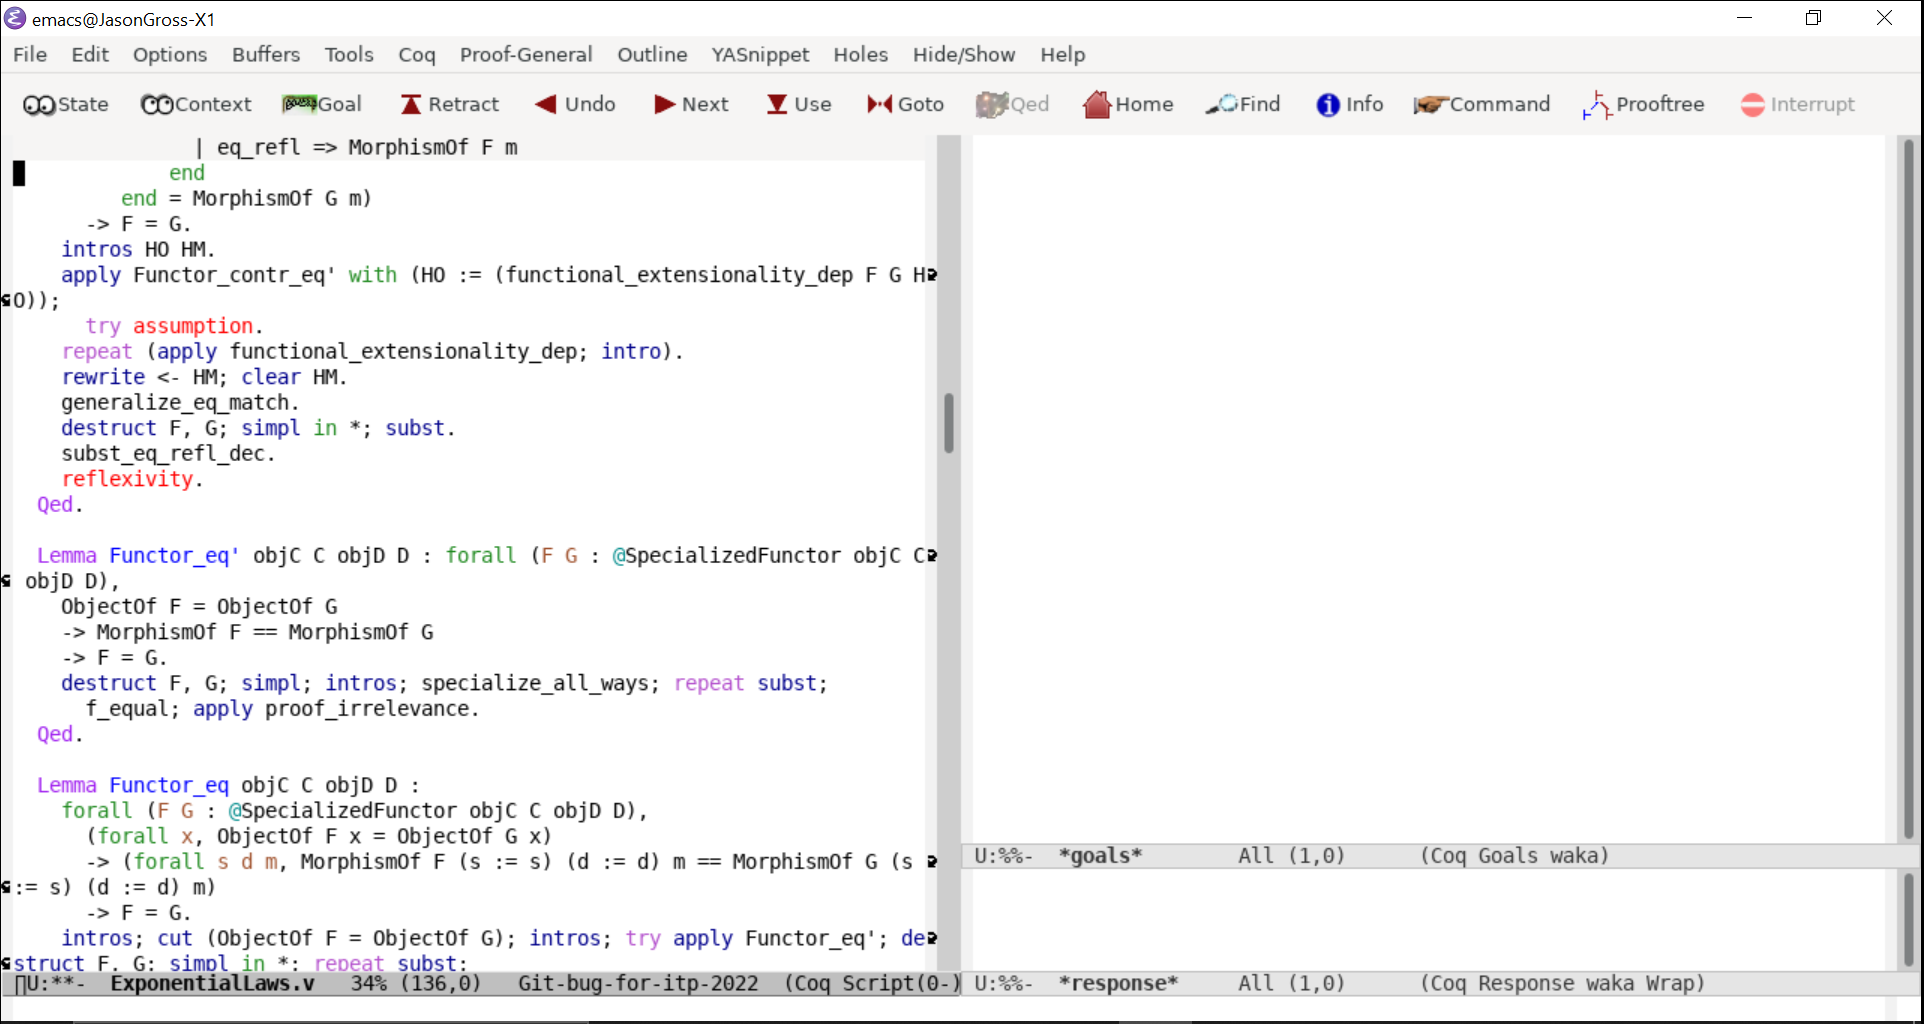 emacs@JasonGross-X1
File Edit Options Buffers Tools Coq Proof-General Outline YASnippet Holes Hide/Show Help
State Context Goal Retract Undo Next Use Goto Qed Home Find Info Command Prooftree Interrupt
| eq_refl => MorphismOf F m
end
end = MorphismOf G m)
-> F = G.
intros HO HM.
apply Functor_contr_eq' with (HO := (functional_extensionality_dep F G H
O));
try assumption.
repeat (apply functional_extensionality_dep; intro).
rewrite <- HM; clear HM.
generalize_eq_match.
destruct F, G; simpl in *; subst.
subst_eq_refl_dec.
reflexivity.
Qed.
Lemma Functor_eq' objC C objD D : forall (F G : @SpecializedFunctor objC C
objD D),
ObjectOf F = ObjectOf G
-> MorphismOf F == MorphismOf G
-> F = G.
destruct F, G; simpl; intros; specialize_all_ways; repeat subst;
f_equal; apply proof_irrelevance.
Qed.
Lemma Functor_eq objC C objD D :
forall (F G : @SpecializedFunctor objC C objD D),
(forall x, ObjectOf F x = ObjectOf G x)
-> (forall s d m, MorphismOf F (s := s) (d := d) m == MorphismOf G (s
:= s) (d := d) m)
-> F = G.
intros; cut (ObjectOf F = ObjectOf G); intros; try apply Functor_eq'; de
struct F, G; simpl in *; repeat subst;
U:**- ExponentialLaws.v 34% (136,0) Git-bug-for-itp-2022 (Coq Script(0-)
U:%%- *goals* All (1,0) (Coq Goals waka)
U:%%- *response* All (1,0) (Coq Response waka Wrap)